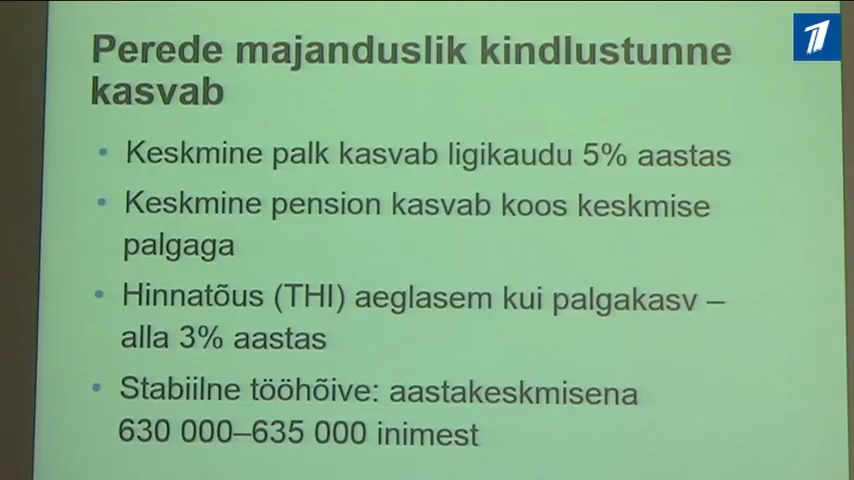 Perede majanduslik kindlustunne
kasvab
• Keskmine palk kasvab ligikaudu 5% aastas
• Keskmine pension kasvab koos keskmise
palgaga
• Hinnatõus (THI) aeglasem kui palgakasv –
alla 3% aastas
• Stabiilne tööhõive: aastakeskmisena
630 000–635 000 inimest